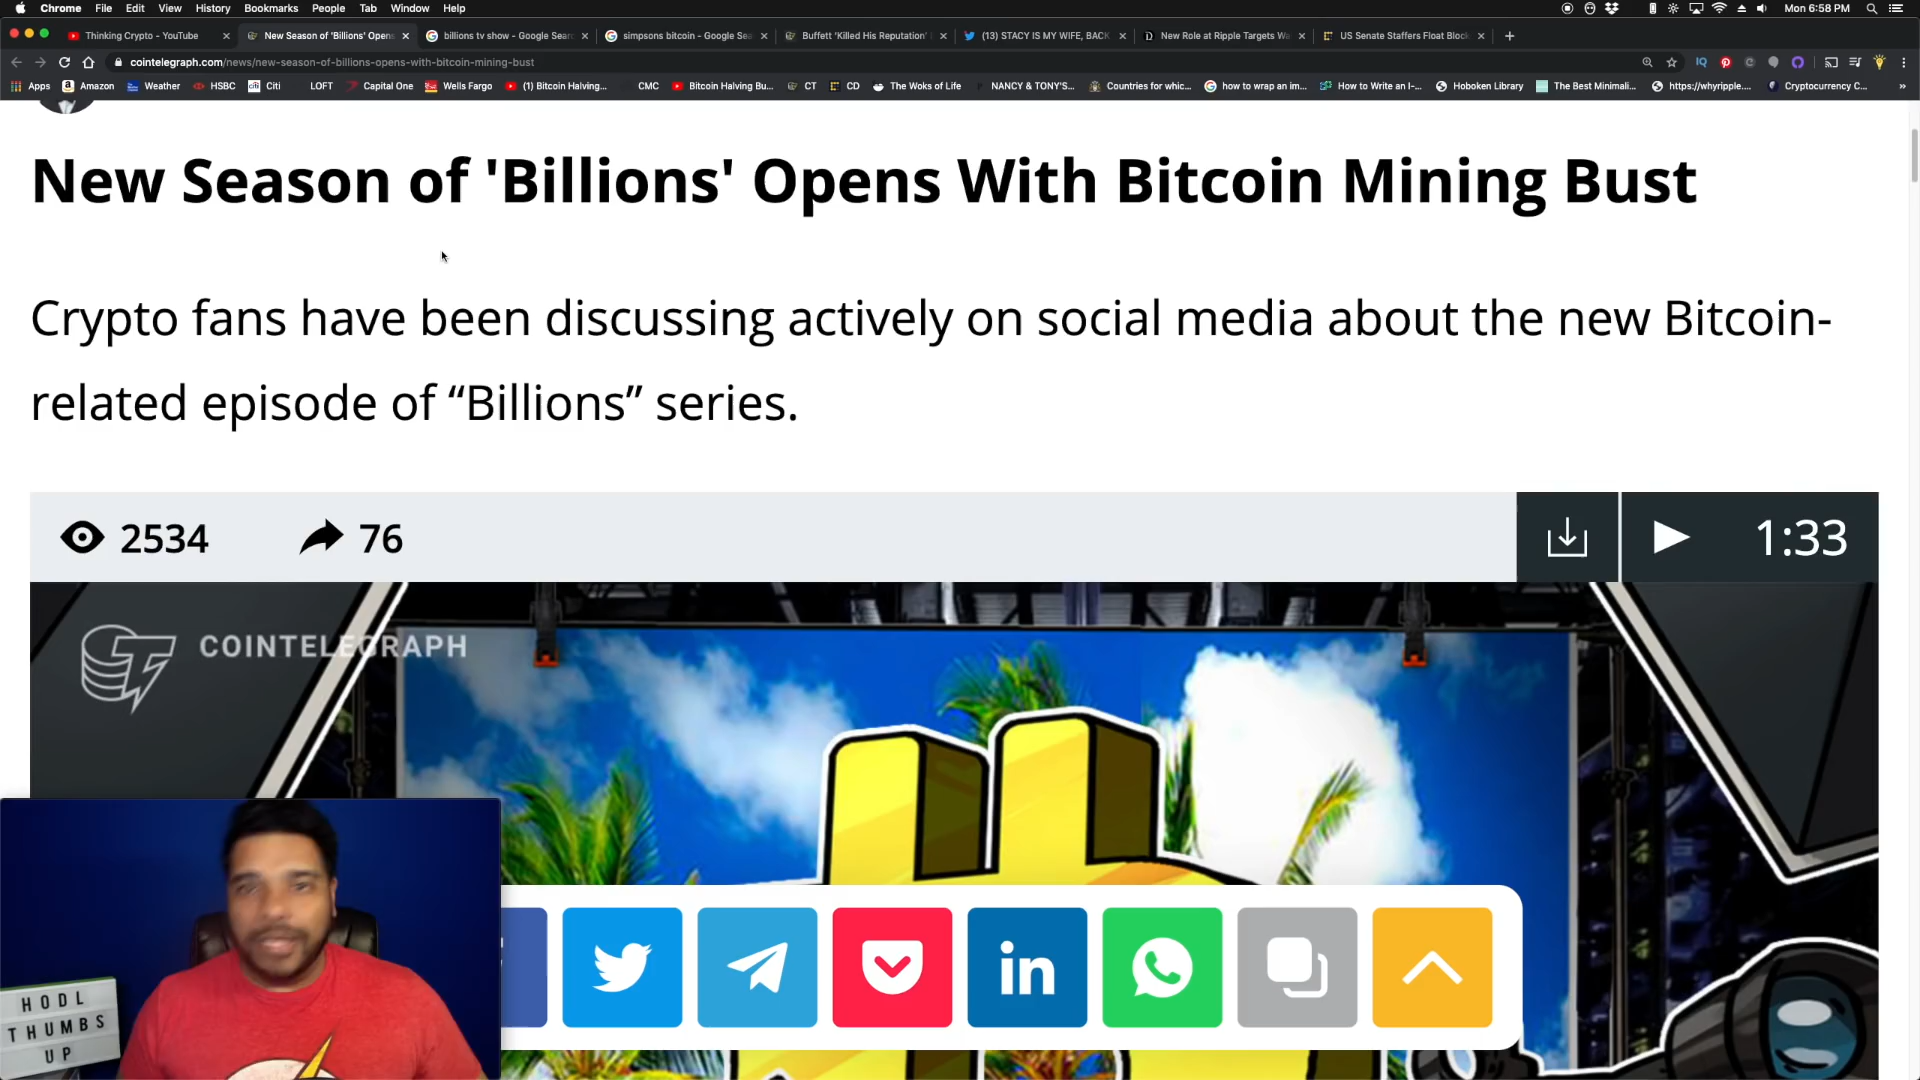 Chrome File Edit View History Bookmarks People Tab Window Help Mon 6:58 PM
Thinking Crypto - YouTube New Season of 'Billions' Opens billions tv show - Google Sear simpsons bitcoin - Google Sea Buffett 'Killed His Reputation' (13) STACY IS MY WIFE, BACK New Role at Ripple Targets Wa US Senate Staffers Float Block
cointelegraph.com/news/new-season-of-billions-opens-with-bitcoin-mining-bust
Apps Amazon Weather HSBC Citi LOFT Capital One Wells Fargo (1) Bitcoin Halving... CMC Bitcoin Halving Bu... CT CD The Woks of Life NANCY & TONY'S... Countries for whic... how to wrap an im... How to Write an I-... Hoboken Library The Best Minimali... https://whyripple.... Cryptocurrency C... »
New Season of 'Billions' Opens With Bitcoin Mining Bust
Crypto fans have been discussing actively on social media about the new Bitcoin-
related episode of “Billions” series.
2534 76 1:33
COINTELEGRAPH
HODL
THUMBS
UP